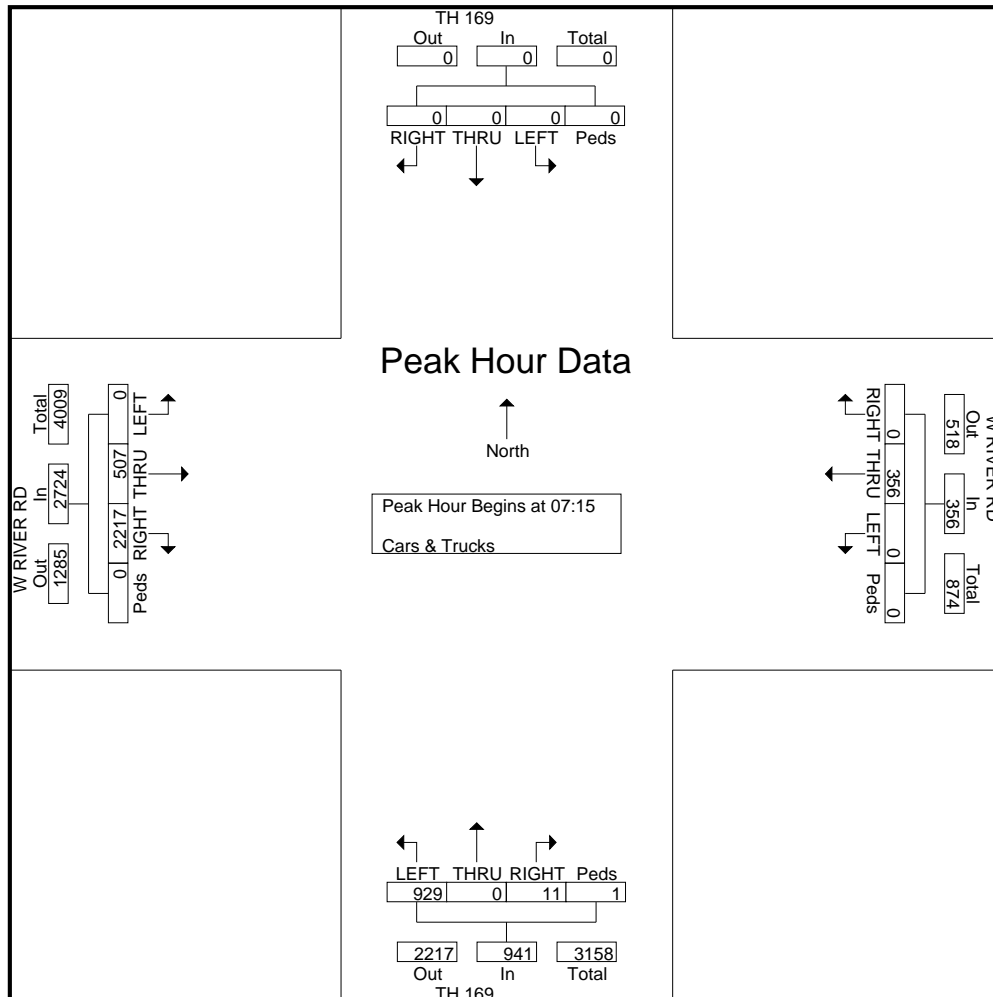 TH 169
Out In Total
0 0 0
0 0 0 0
RIGHT THRU LEFT Peds
Peak Hour Data
North
Peak Hour Begins at 07:15
Cars & Trucks
W RIVER RD
Out In Total
1285 2724 4009
0 2217 507 0
Peds RIGHT THRU LEFT
W RIVER RD
Out In Total
518 356 874
0 356 0 0
RIGHT THRU LEFT Peds
LEFT THRU RIGHT Peds
929 0 11 1
2217 941 3158
Out In Total
TH 169